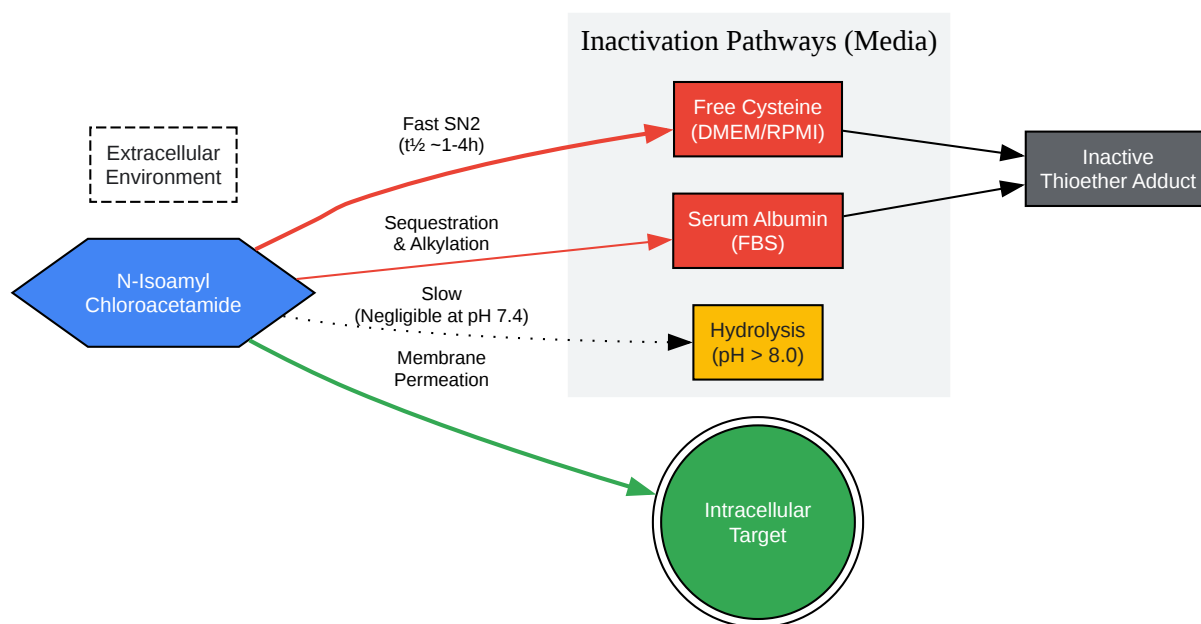 Inactivation Pathways (Media)
Extracellular
Environment
N-Isoamyl
Chloroacetamide
Fast SN2
(t½ ~1-4h)
Sequestration
& Alkylation
Slow
(Negligible at pH 7.4)
Membrane
Permeation
Free Cysteine
(DMEM/RPMI)
Serum Albumin
(FBS)
Hydrolysis
(pH > 8.0)
Inactive
Thioether Adduct
Intracellular
Target